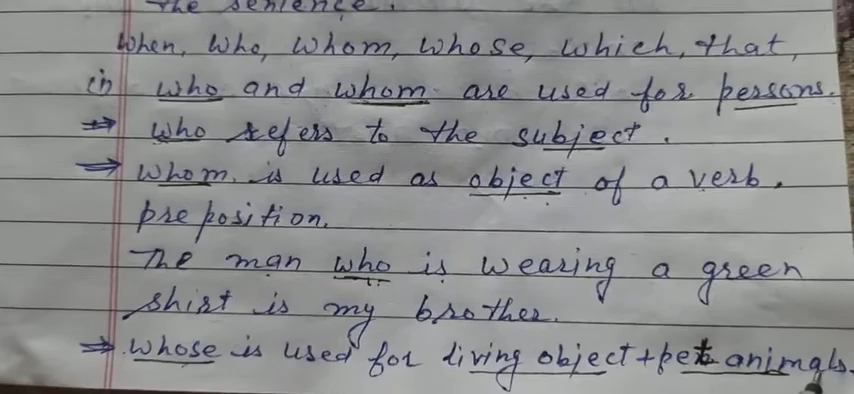 the sentence.
When, Who, Whom, Whose, Which, that,
(i) who and whom are used for persons.
⇒ who refers to the subject.
⇒ whom is used as object of a verb,
preposition.
The man who is wearing a green
shirt is my brother.
⇒ whose is used for living object + pet animals.